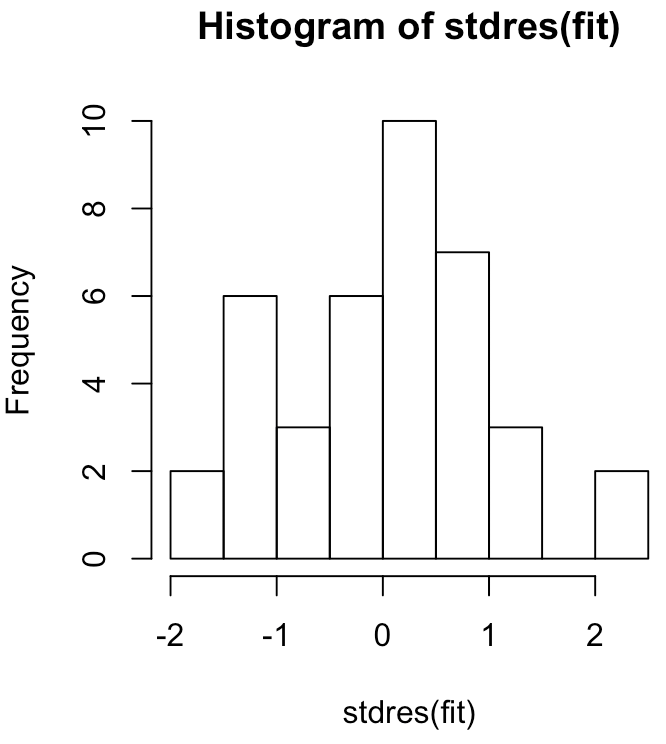 Histogram of stdres(fit)
Frequency
10
8
6
4
2
0
-2 -1 0 1 2
stdres(fit)